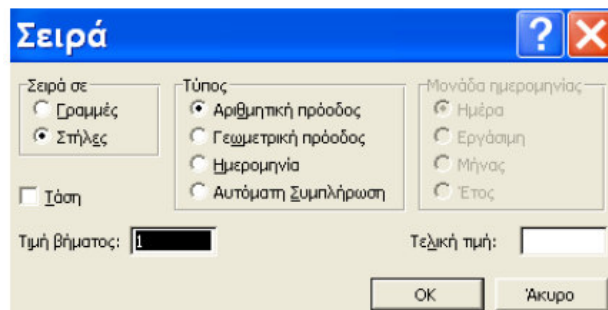 Σειρά
Σειρά σε
Γραμμές
Στήλες
Τύπος
Αριθμητική πρόοδος
Γεωμετρική πρόοδος
Ημερομηνία
Αυτόματη Συμπλήρωση
Μονάδα ημερομηνίας
Ημέρα
Εργάσιμη
Μήνας
Έτος
Τάση
Τιμή βήματος: 1
Τελική τιμή:
OK
Άκυρο